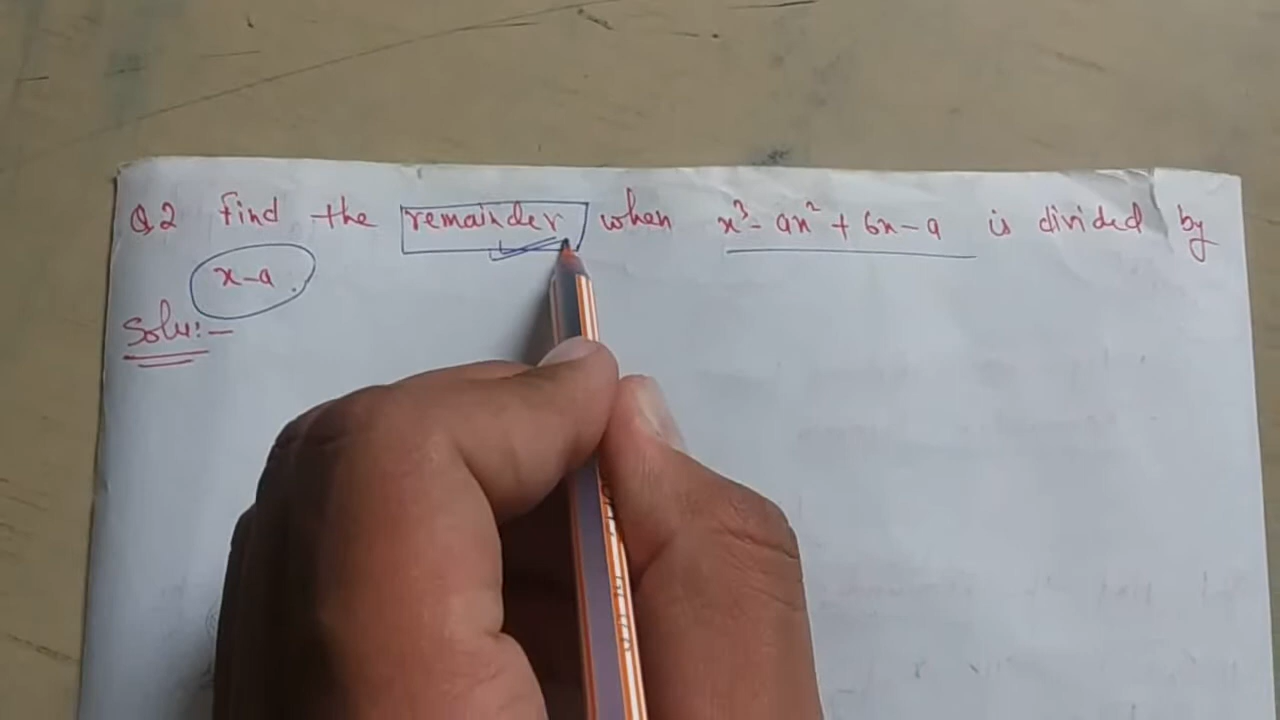 Q2 find the remainder when x³ - ax² + 6x - a is divided by
x-a.
Solu:-